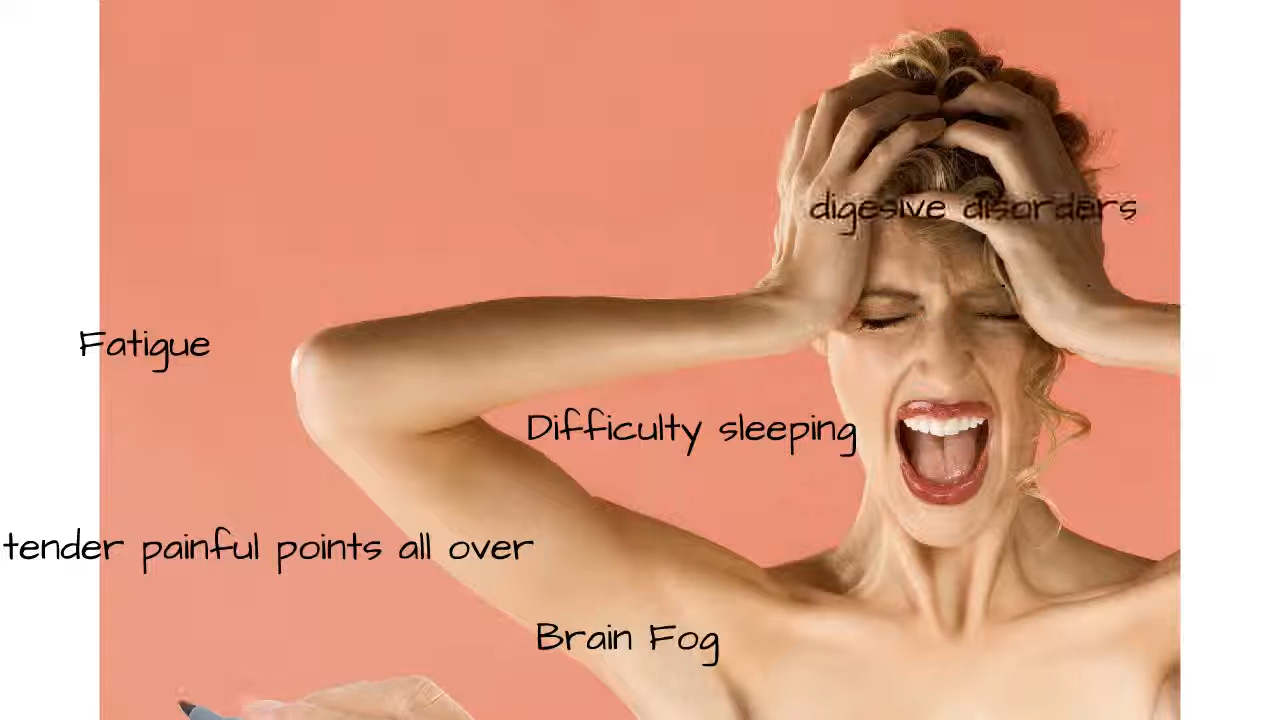 digesive disorders
Fatigue
Difficulty sleeping
tender painful points all over
Brain Fog